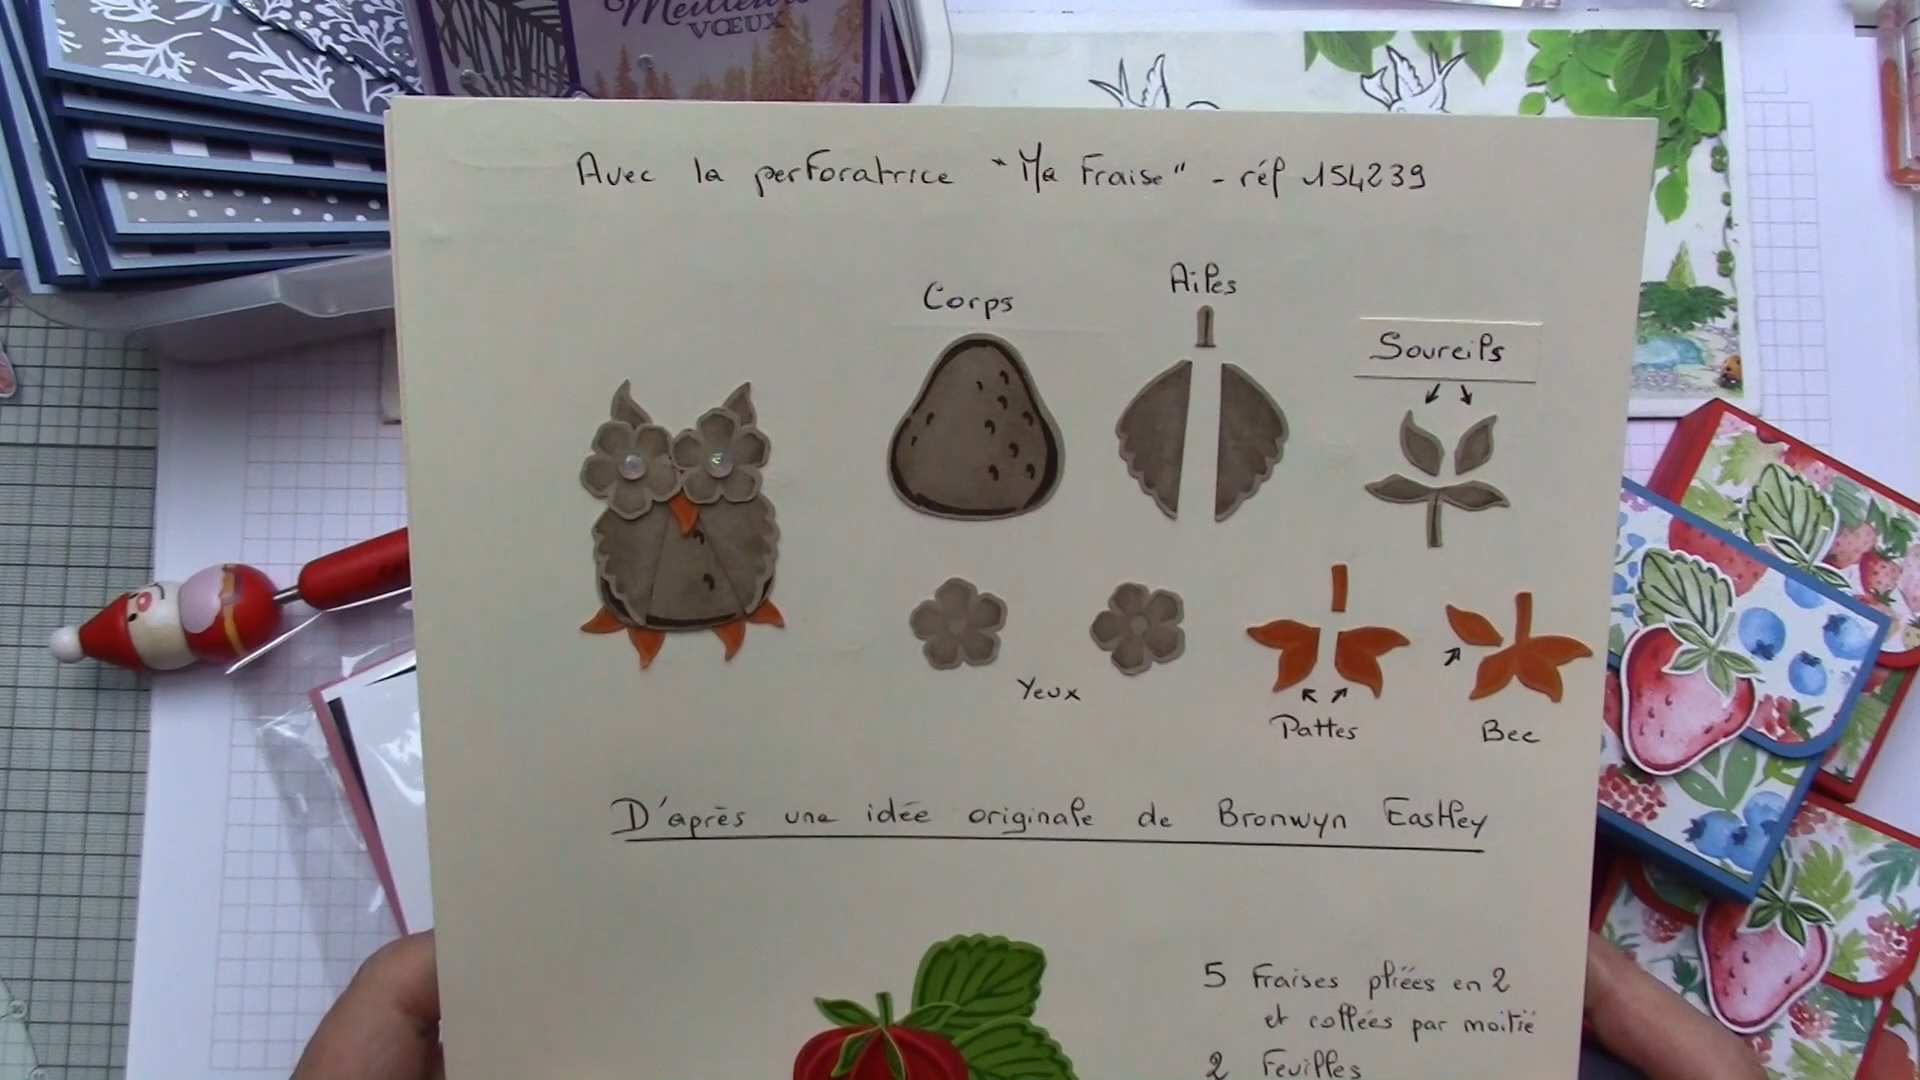 Meilleurs
VŒUX
Avec la perforatrice "Ma Fraise" - réf 154239
Corps
Ailes
Sourcils
Yeux
Pattes
Bec
D'après une idée originale de Bronwyn Eastley
5 Fraises pliées en 2
et collées par moitié
2 Feuilles